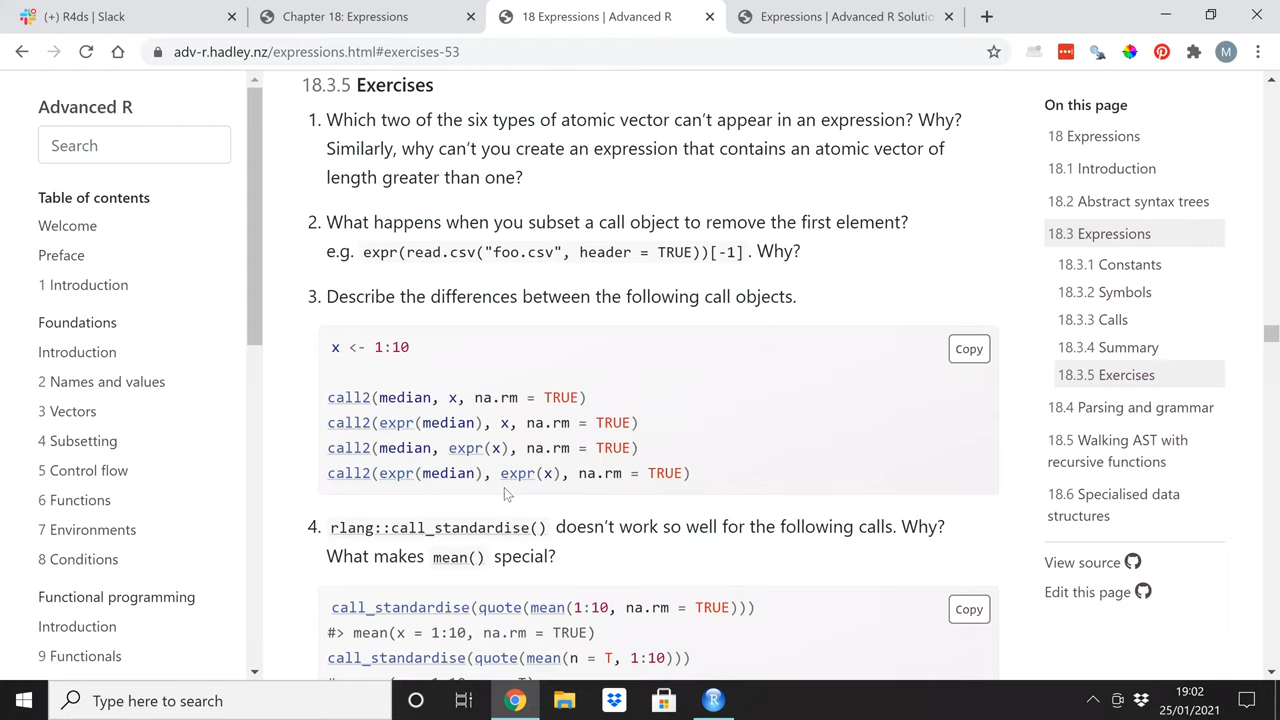 (+) R4ds | Slack
Chapter 18: Expressions
18 Expressions | Advanced R
Expressions | Advanced R Solutio
adv-r.hadley.nz/expressions.html#exercises-53
M
Advanced R
Search
Table of contents
Welcome
Preface
1 Introduction
Foundations
Introduction
2 Names and values
3 Vectors
4 Subsetting
5 Control flow
6 Functions
7 Environments
8 Conditions
Functional programming
Introduction
9 Functionals
18.3.5 Exercises
1. Which two of the six types of atomic vector can’t appear in an expression? Why?
Similarly, why can’t you create an expression that contains an atomic vector of
length greater than one?
2. What happens when you subset a call object to remove the first element?
e.g. expr(read.csv("foo.csv", header = TRUE))[-1]. Why?
3. Describe the differences between the following call objects.
x <- 1:10
Copy
call2(median, x, na.rm = TRUE)
call2(expr(median), x, na.rm = TRUE)
call2(median, expr(x), na.rm = TRUE)
call2(expr(median), expr(x), na.rm = TRUE)
4. rlang::call_standardise() doesn’t work so well for the following calls. Why?
What makes mean() special?
call_standardise(quote(mean(1:10, na.rm = TRUE)))
Copy
#> mean(x = 1:10, na.rm = TRUE)
call_standardise(quote(mean(n = T, 1:10)))
On this page
18 Expressions
18.1 Introduction
18.2 Abstract syntax trees
18.3 Expressions
18.3.1 Constants
18.3.2 Symbols
18.3.3 Calls
18.3.4 Summary
18.3.5 Exercises
18.4 Parsing and grammar
18.5 Walking AST with
recursive functions
18.6 Specialised data
structures
View source
Edit this page
Type here to search
19:02
25/01/2021